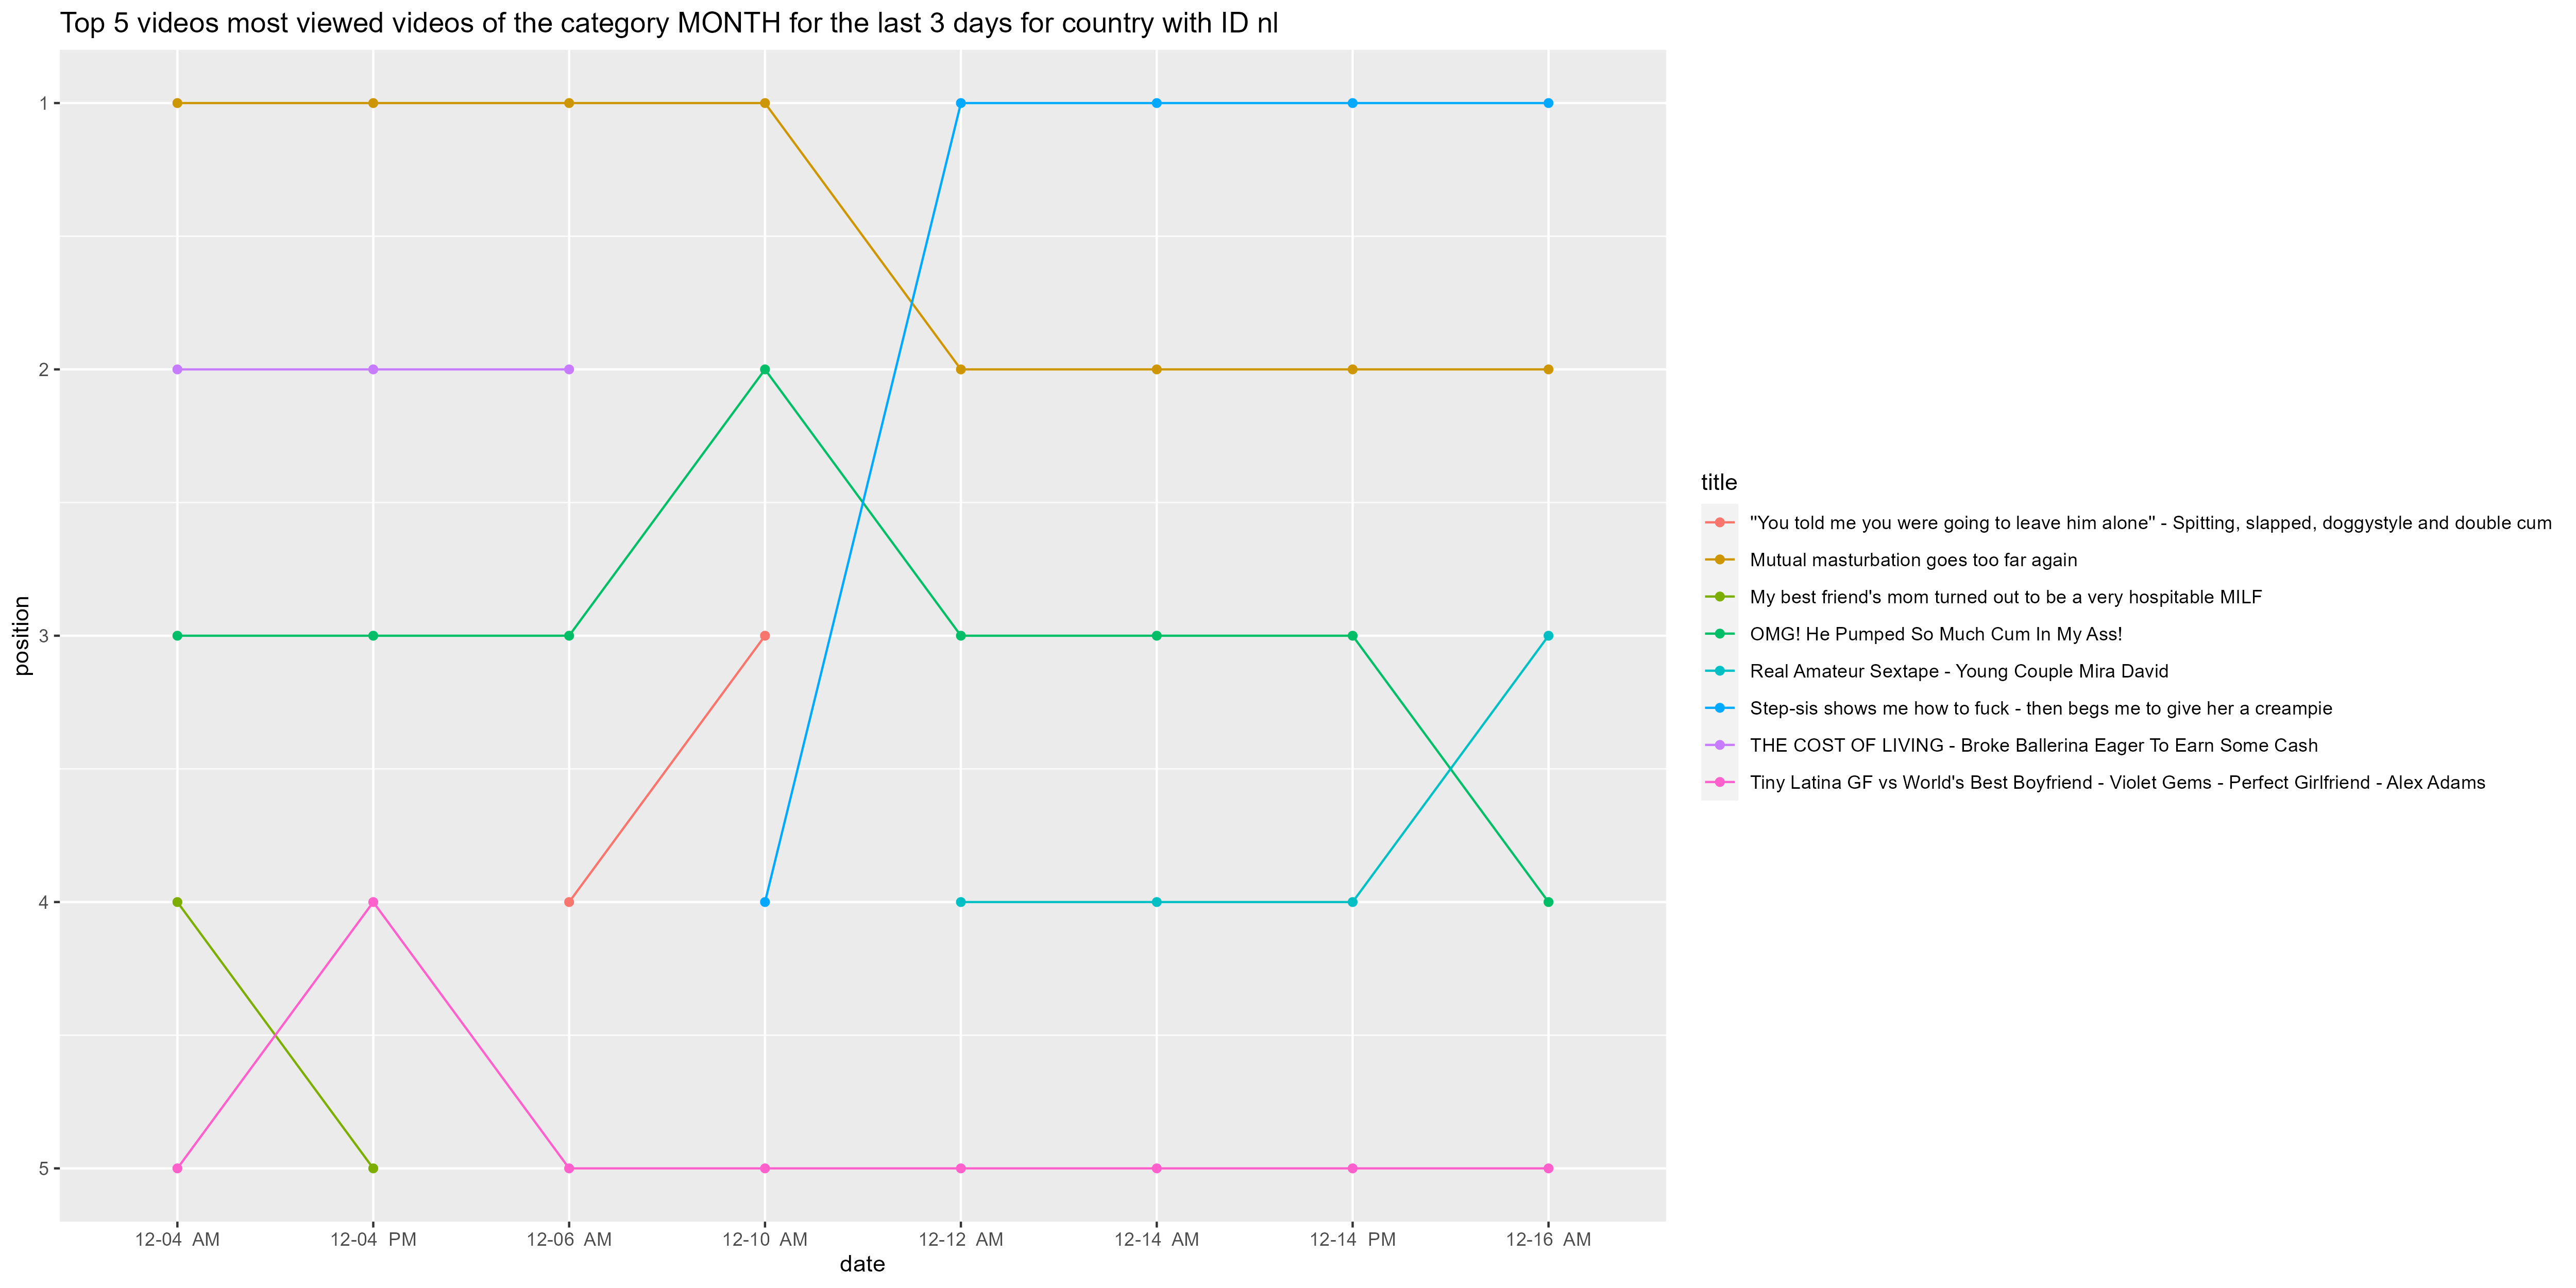 Top 5 videos most viewed videos of the category MONTH for the last 3 days for country with ID nl
position
1
2
3
4
5
12-04 AM
12-04 PM
12-06 AM
12-10 AM
12-12 AM
12-14 AM
12-14 PM
12-16 AM
date
title
"You told me you were going to leave him alone" - Spitting, slapped, doggystyle and double cum
Mutual masturbation goes too far again
My best friend's mom turned out to be a very hospitable MILF
OMG! He Pumped So Much Cum In My Ass!
Real Amateur Sextape - Young Couple Mira David
Step-sis shows me how to fuck - then begs me to give her a creampie
THE COST OF LIVING - Broke Ballerina Eager To Earn Some Cash
Tiny Latina GF vs World's Best Boyfriend - Violet Gems - Perfect Girlfriend - Alex Adams